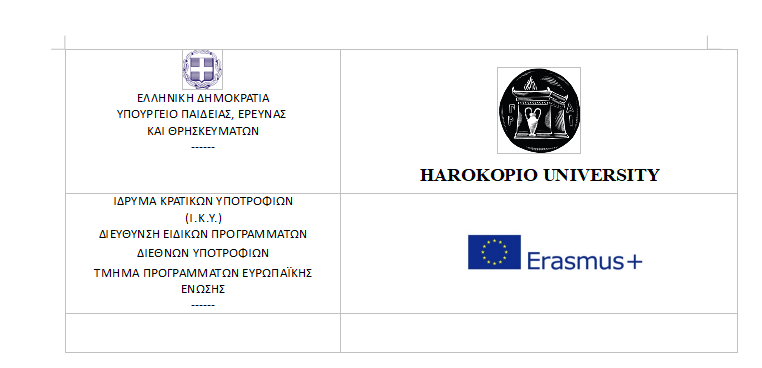 ΕΛΛΗΝΙΚΗ ΔΗΜΟΚΡΑΤΙΑ
ΥΠΟΥΡΓΕΙΟ ΠΑΙΔΕΙΑΣ, ΕΡΕΥΝΑΣ
ΚΑΙ ΘΡΗΣΚΕΥΜΑΤΩΝ
------
HAROKOPIO UNIVERSITY
ΙΔΡΥΜΑ ΚΡΑΤΙΚΩΝ ΥΠΟΤΡΟΦΙΩΝ
(Ι.Κ.Υ.)
ΔΙΕΥΘΥΝΣΗ ΕΙΔΙΚΩΝ ΠΡΟΓΡΑΜΜΑΤΩΝ
ΔΙΕΘΝΩΝ ΥΠΟΤΡΟΦΙΩΝ
ΤΜΗΜΑ ΠΡΟΓΡΑΜΜΑΤΩΝ ΕΥΡΩΠΑΪΚΗΣ
ΕΝΩΣΗΣ
------
Erasmus+